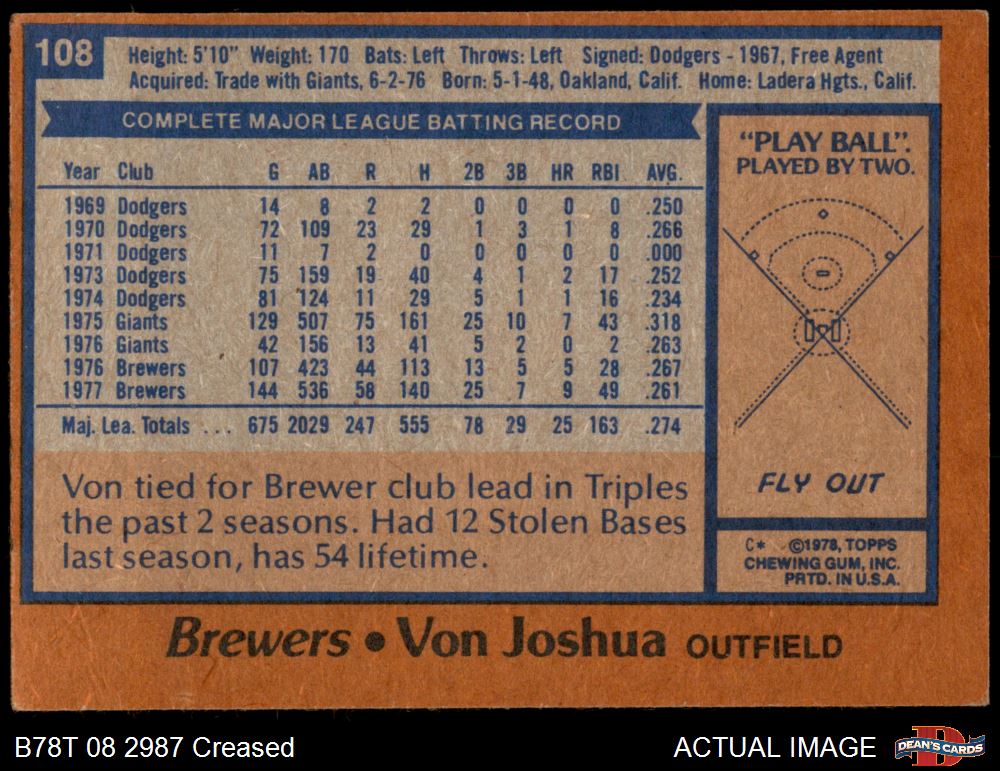 108
Height: 5'10" Weight: 170 Bats: Left Throws: Left Signed: Dodgers - 1967, Free Agent
Acquired: Trade with Giants, 6-2-76 Born: 5-1-48, Oakland, Calif. Home: Ladera Hgts., Calif.
COMPLETE MAJOR LEAGUE BATTING RECORD
Year Club G AB R H 2B 3B HR RBI AVG.
1969 Dodgers 14 8 2 2 0 0 0 0 .250
1970 Dodgers 72 109 23 29 1 3 1 8 .266
1971 Dodgers 11 7 2 0 0 0 0 0 .000
1973 Dodgers 75 159 19 40 4 1 2 17 .252
1974 Dodgers 81 124 11 29 5 1 1 16 .234
1975 Giants 129 507 75 161 25 10 7 43 .318
1976 Giants 42 156 13 41 5 2 0 2 .263
1976 Brewers 107 423 44 113 13 5 5 28 .267
1977 Brewers 144 536 58 140 25 7 9 49 .261
Maj. Lea. Totals ... 675 2029 247 555 78 29 25 163 .274
Von tied for Brewer club lead in Triples
the past 2 seasons. Had 12 Stolen Bases
last season, has 54 lifetime.
"PLAY BALL".
PLAYED BY TWO.
FLY OUT
C* ©1978, TOPPS
CHEWING GUM, INC.
PRTD. IN U.S.A.
Brewers • Von Joshua OUTFIELD
B78T 08 2987 Creased
ACTUAL IMAGE
DEAN'S CARDS